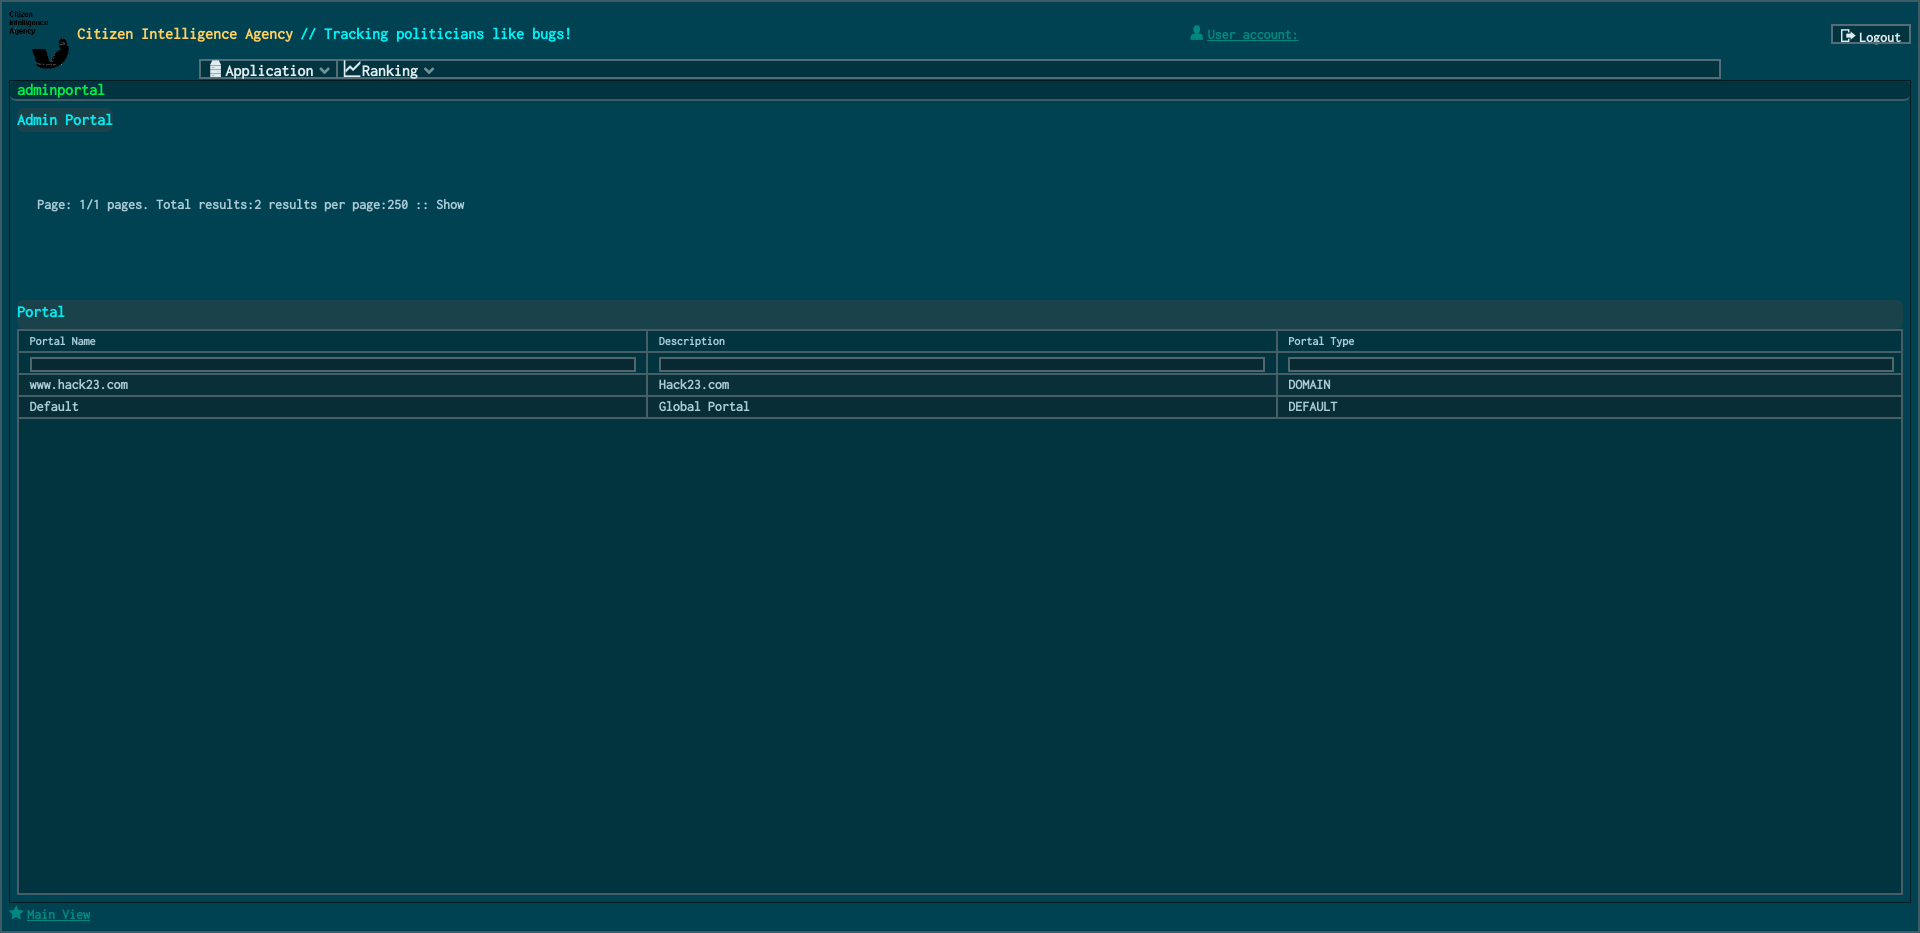 Citizen
Intelligence
Agency
Citizen Intelligence Agency // Tracking politicians like bugs!
User account:
Logout
Application
Ranking
adminportal
Admin Portal
Page: 1/1 pages. Total results:2 results per page:250 :: Show
Portal
Portal Name Description Portal Type
www.hack23.com Hack23.com DOMAIN
Default Global Portal DEFAULT
Main View